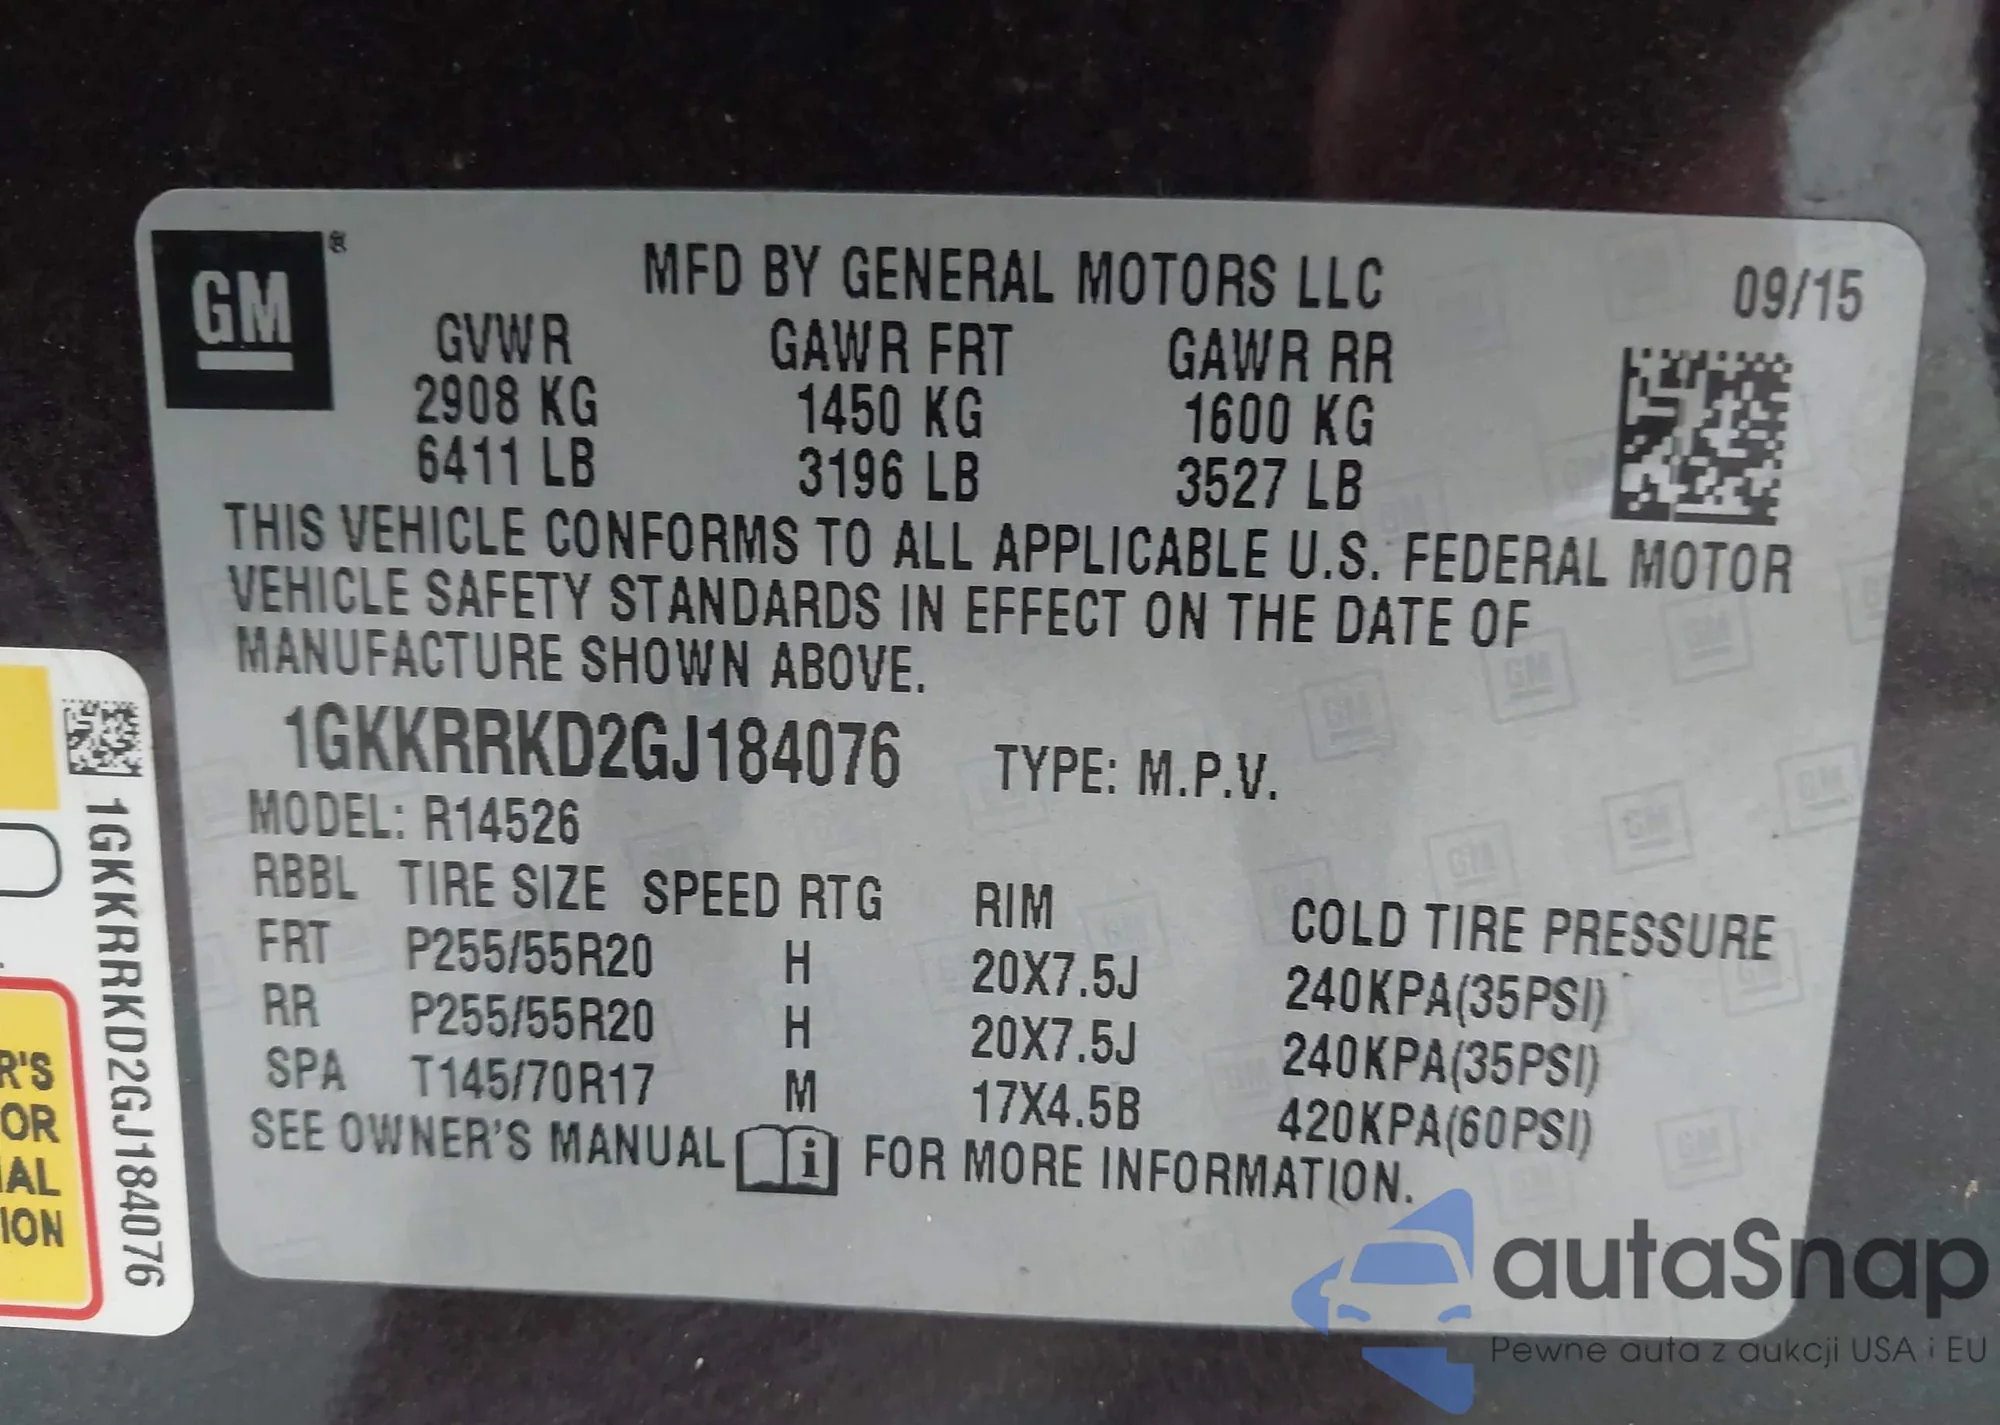 GM ®
MFD BY GENERAL MOTORS LLC 09/15
GVWR GAWR FRT GAWR RR
2908 KG 1450 KG 1600 KG
6411 LB 3196 LB 3527 LB
THIS VEHICLE CONFORMS TO ALL APPLICABLE U.S. FEDERAL MOTOR
VEHICLE SAFETY STANDARDS IN EFFECT ON THE DATE OF
MANUFACTURE SHOWN ABOVE.
1GKKRRKD2GJ184076 TYPE: M.P.V.
MODEL: R14526
RBBL TIRE SIZE SPEED RTG RIM COLD TIRE PRESSURE
FRT P255/55R20 H 20X7.5J 240KPA(35PSI)
RR P255/55R20 H 20X7.5J 240KPA(35PSI)
SPA T145/70R17 M 17X4.5B 420KPA(60PSI)
SEE OWNER'S MANUAL i FOR MORE INFORMATION.
1GKKRRKD2GJ184076
R'S
OR
IAL
ION
autaSnap
Pewne auta z aukcji USA i EU